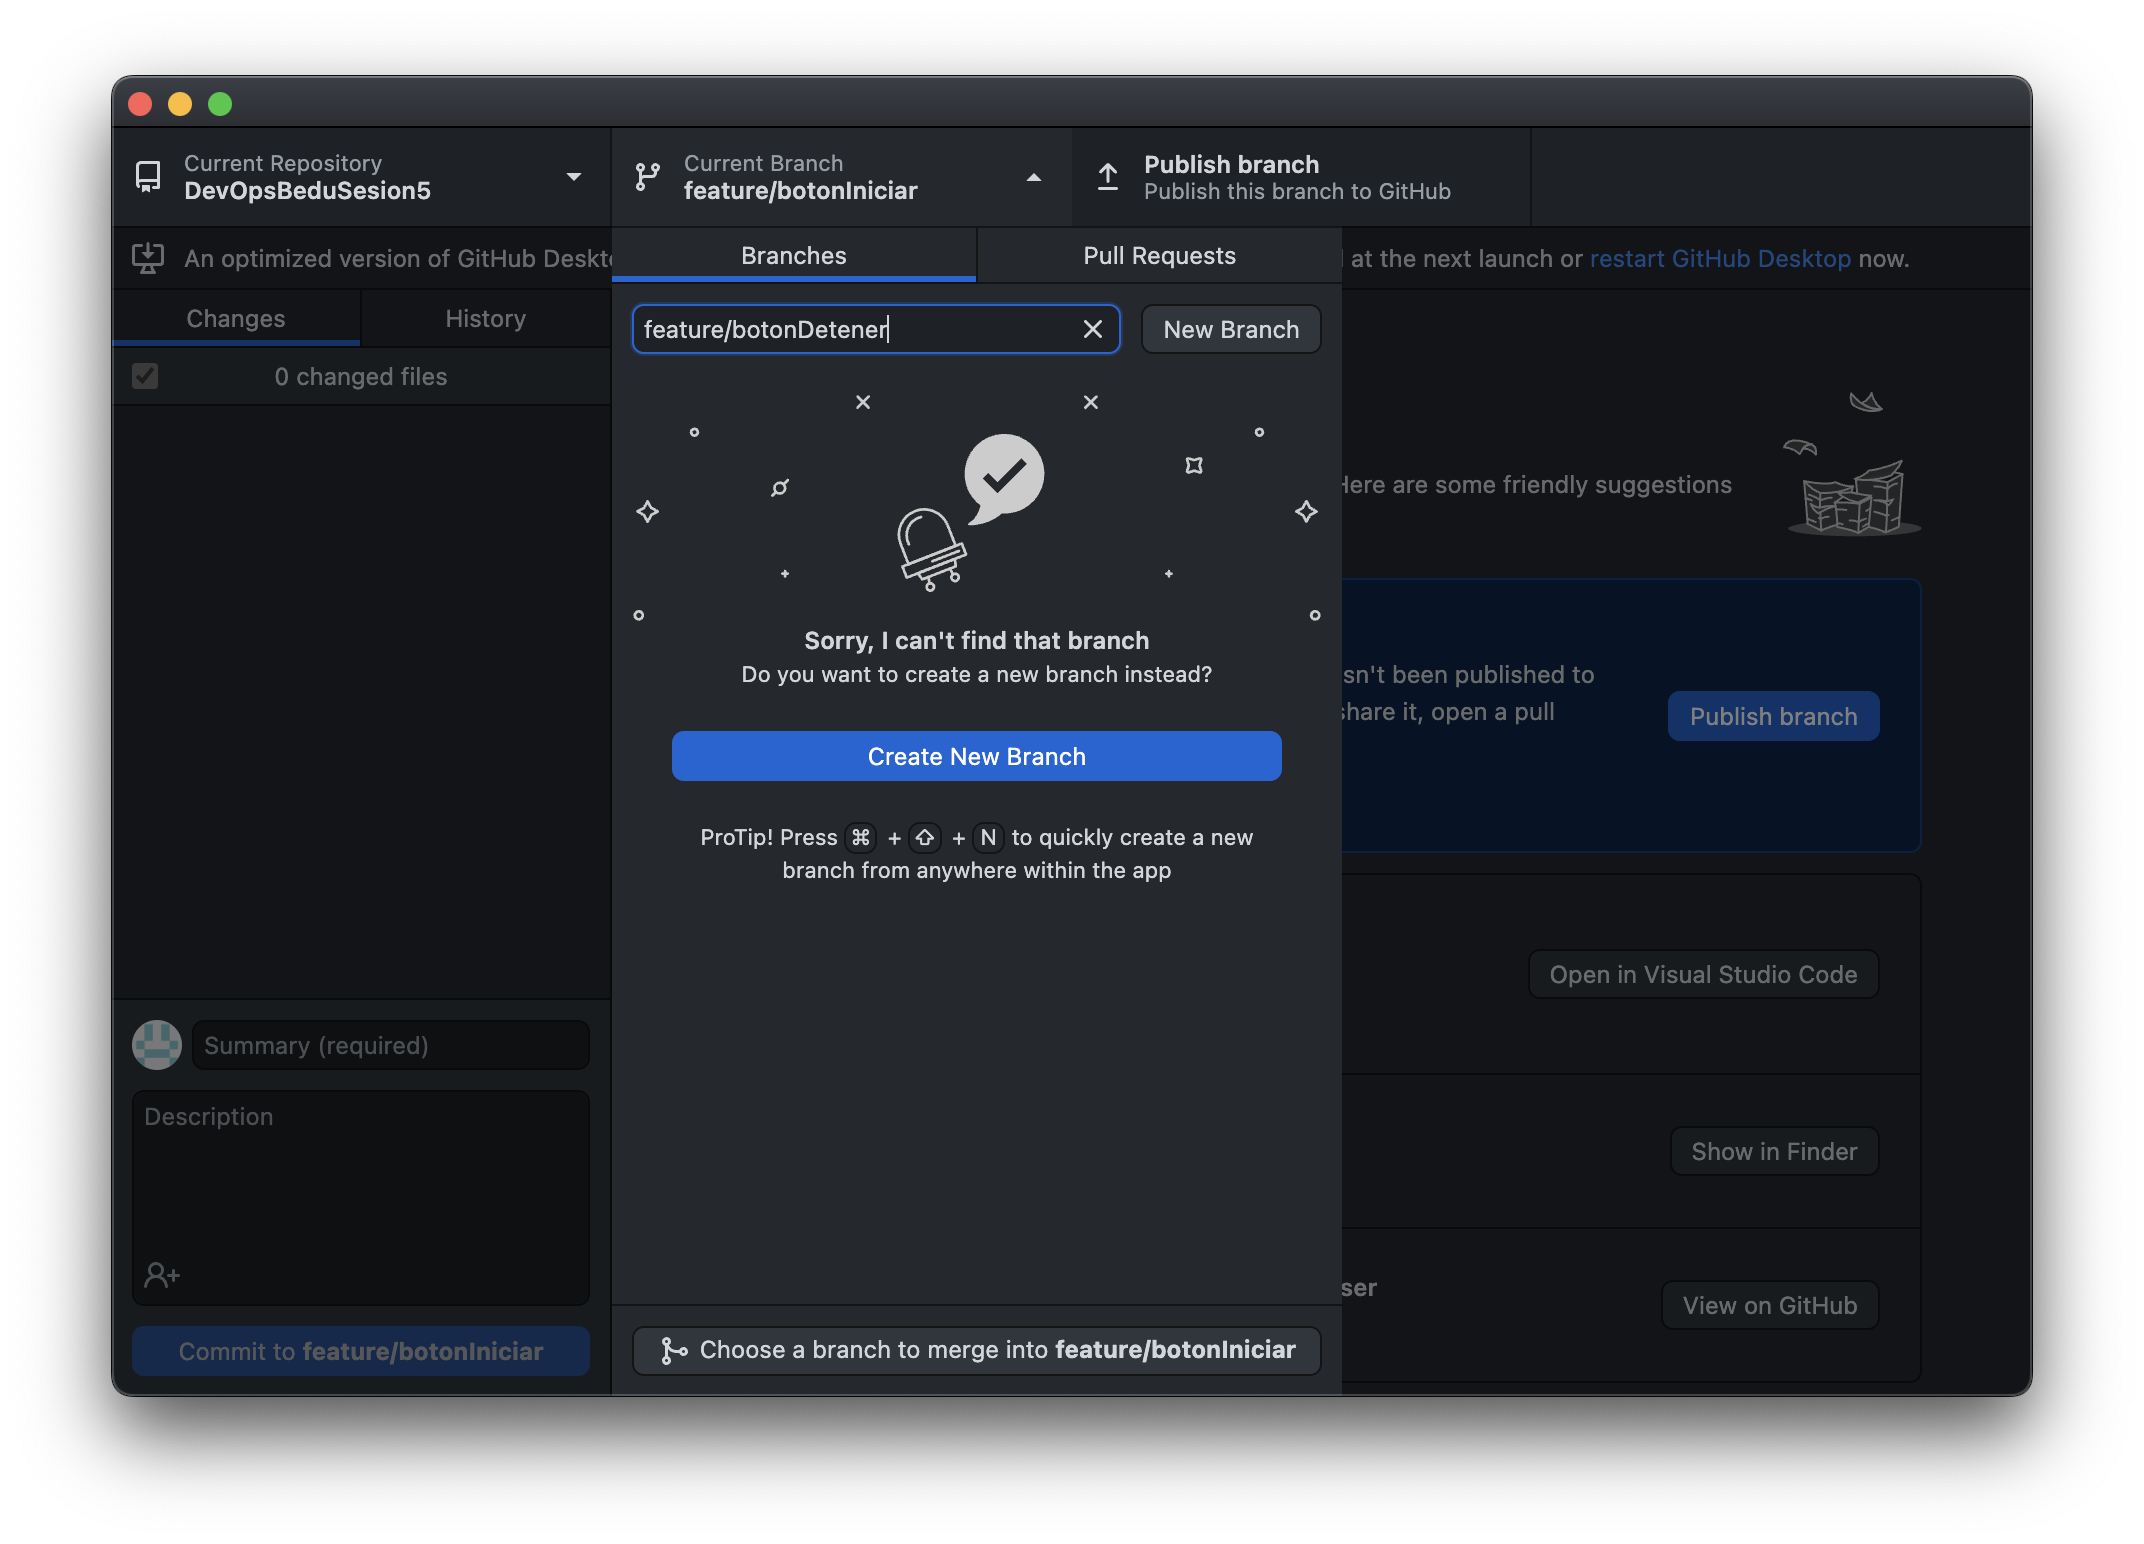 Current Repository
DevOpsBeduSesion5
Current Branch
feature/botonIniciar
Publish branch
Publish this branch to GitHub
An optimized version of GitHub
at the next launch or restart GitHub Desktop now.
Branches
Pull Requests
Changes
History
feature/botonDetener
New Branch
0 changed files
Here are some friendly suggestions
Sorry, I can't find that branch
Do you want to create a new branch instead?
sn't been published to
share it, open a pull
Publish branch
Create New Branch
ProTip! Press ⌘ + ⇧ + N to quickly create a new
branch from anywhere within the app
Open in Visual Studio Code
Summary (required)
Description
Show in Finder
ser
View on GitHub
Commit to feature/botonIniciar
Choose a branch to merge into feature/botonIniciar